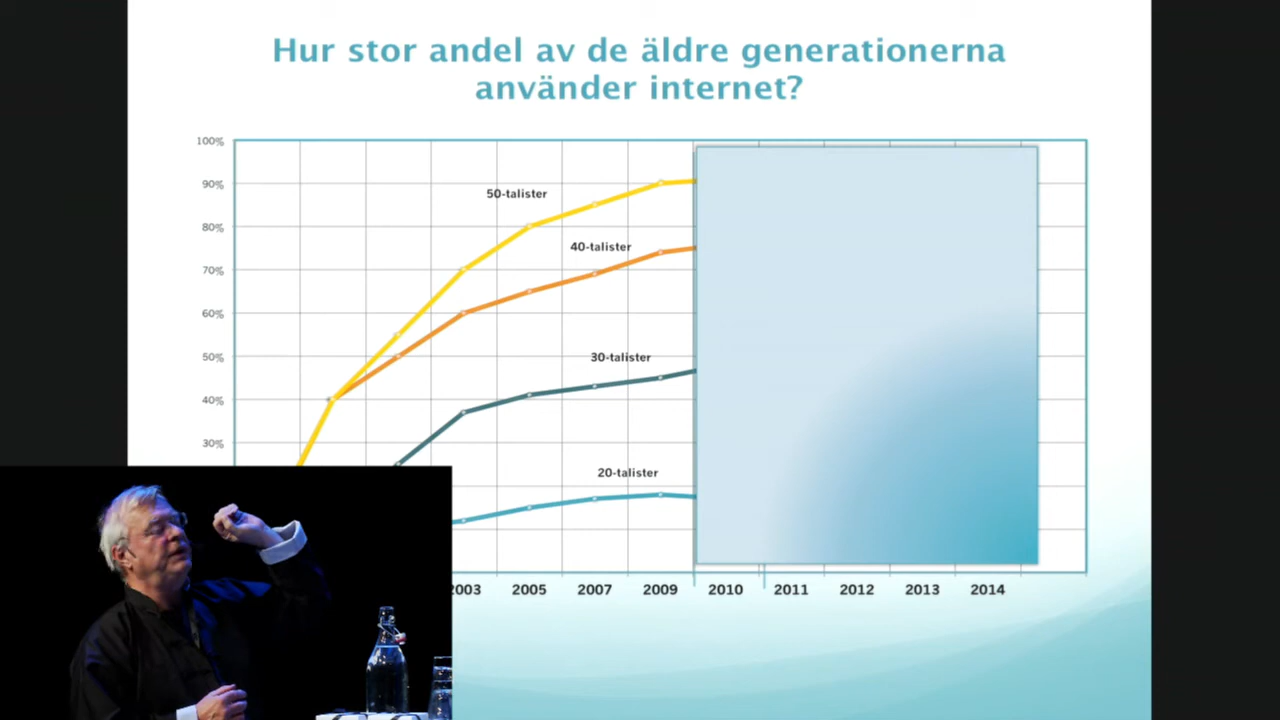 Hur stor andel av de äldre generationerna
använder internet?
100%
90%
80%
70%
60%
50%
40%
30%
50-talister
40-talister
30-talister
20-talister
2003 2005 2007 2009 2010 2011 2012 2013 2014